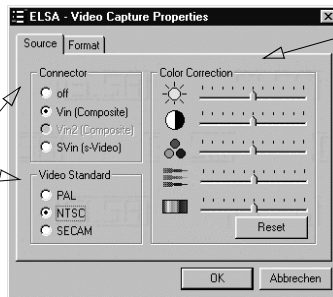 ELSA - Video Capture Properties
Source
Format
Connector
off
Vin (Composite)
Vin2 (Composite)
SVin (s-Video)
Video Standard
PAL
NTSC
SECAM
Color Correction
Reset
OK
Abbrechen